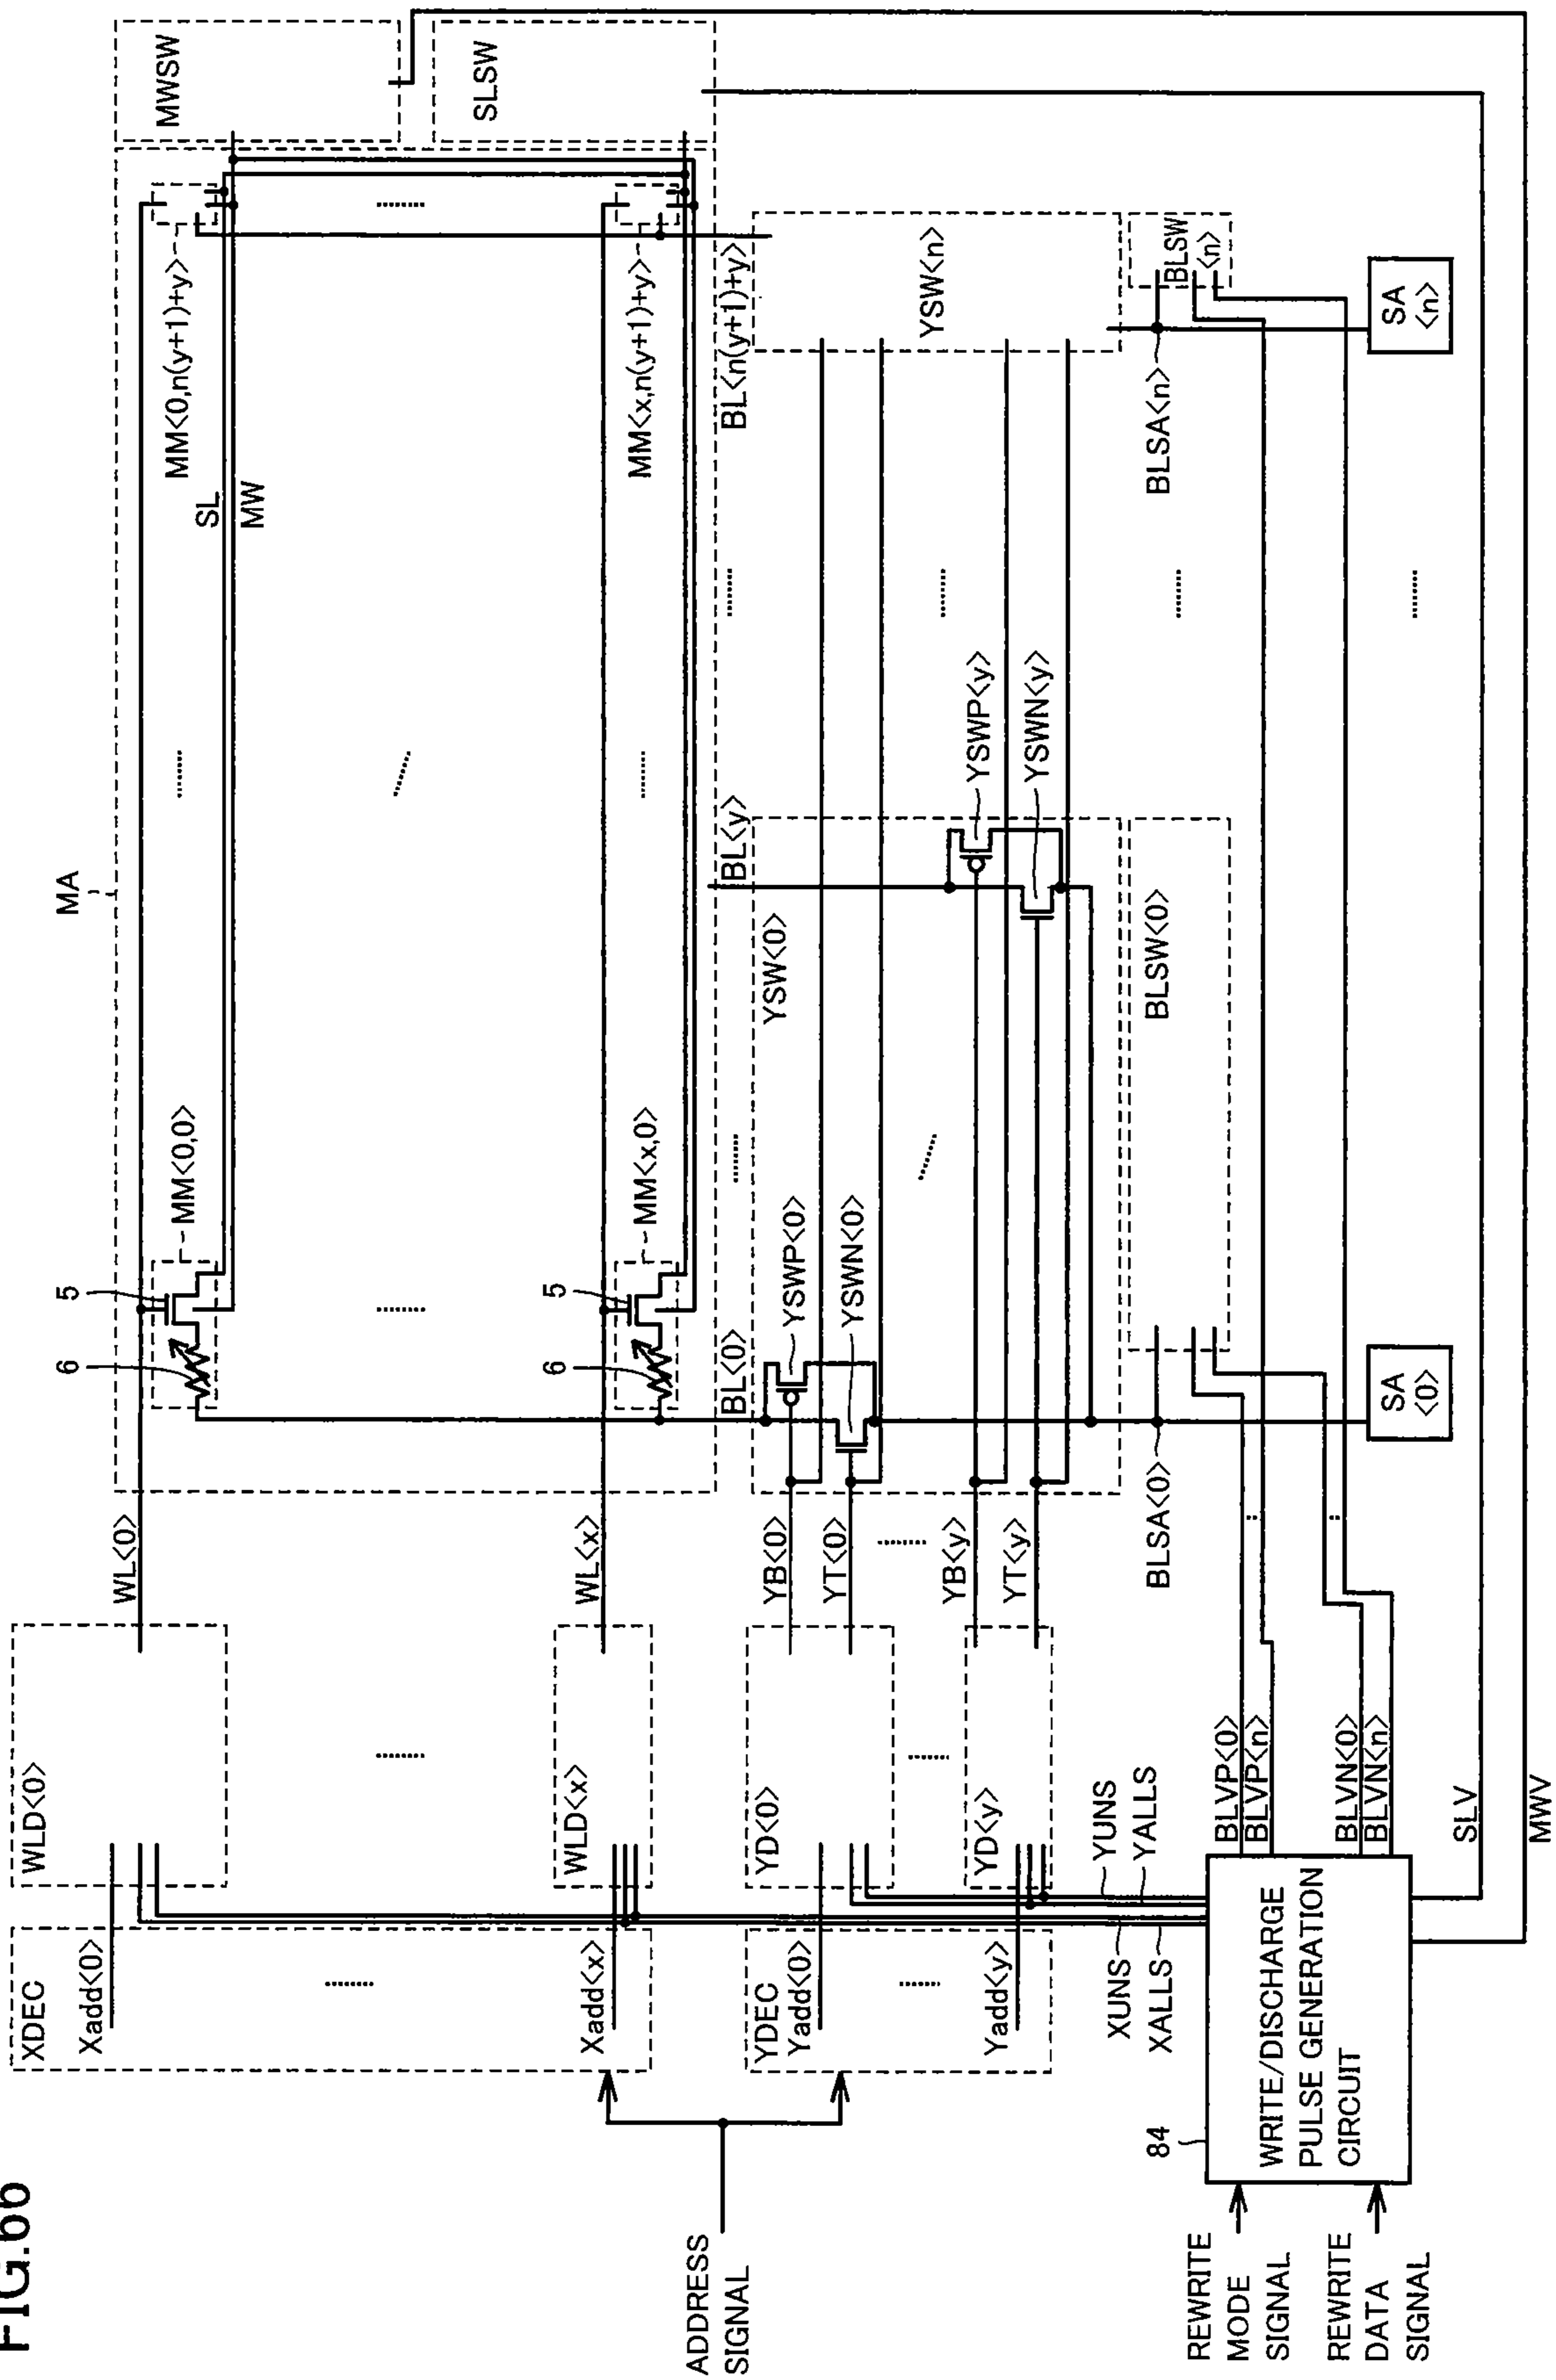 FIG.66
MA
XDEC
Xadd<0>
Xadd<x>
WLD<0>
WLD<x>
WL<0>
WL<x>
6
5
MM<0,0>
6
5
MM<x,0>
SL
MW
MM<0,n(y+1)+y>
MM<x,n(y+1)+y>
MWSW
SLSW
ADDRESS
SIGNAL
YDEC
Yadd<0>
Yadd<y>
YD<0>
YD<y>
YB<0>
YT<0>
YB<y>
YT<y>
BL<0>
BL<y>
BL<n(y+1)+y>
YSWP<0>
YSWN<0>
YSW<0>
YSWP<y>
YSWN<y>
YSW<n>
XUNS
XALLS
YUNS
YALLS
BLSA<0>
BLSW<0>
BLSA<n>
BLSW
<n>
SA
<0>
SA
<n>
REWRITE
MODE
SIGNAL
REWRITE
DATA
SIGNAL
84
WRITE/DISCHARGE
PULSE GENERATION
CIRCUIT
BLVP<0>
BLVP<n>
BLVN<0>
BLVN<n>
SLV
MWV